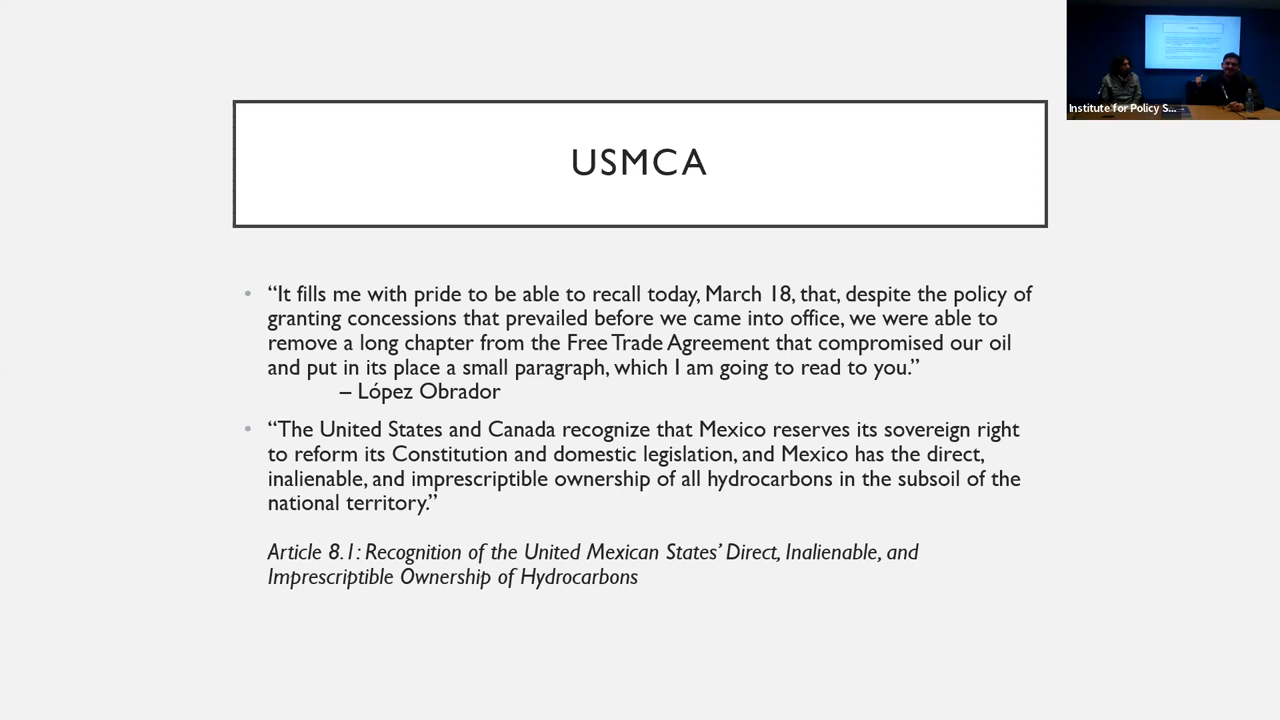 Institute for Policy S...
USMCA
• “It fills me with pride to be able to recall today, March 18, that, despite the policy of
granting concessions that prevailed before we came into office, we were able to
remove a long chapter from the Free Trade Agreement that compromised our oil
and put in its place a small paragraph, which I am going to read to you.”
– López Obrador
• “The United States and Canada recognize that Mexico reserves its sovereign right
to reform its Constitution and domestic legislation, and Mexico has the direct,
inalienable, and imprescriptible ownership of all hydrocarbons in the subsoil of the
national territory.”
Article 8.1: Recognition of the United Mexican States’ Direct, Inalienable, and
Imprescriptible Ownership of Hydrocarbons